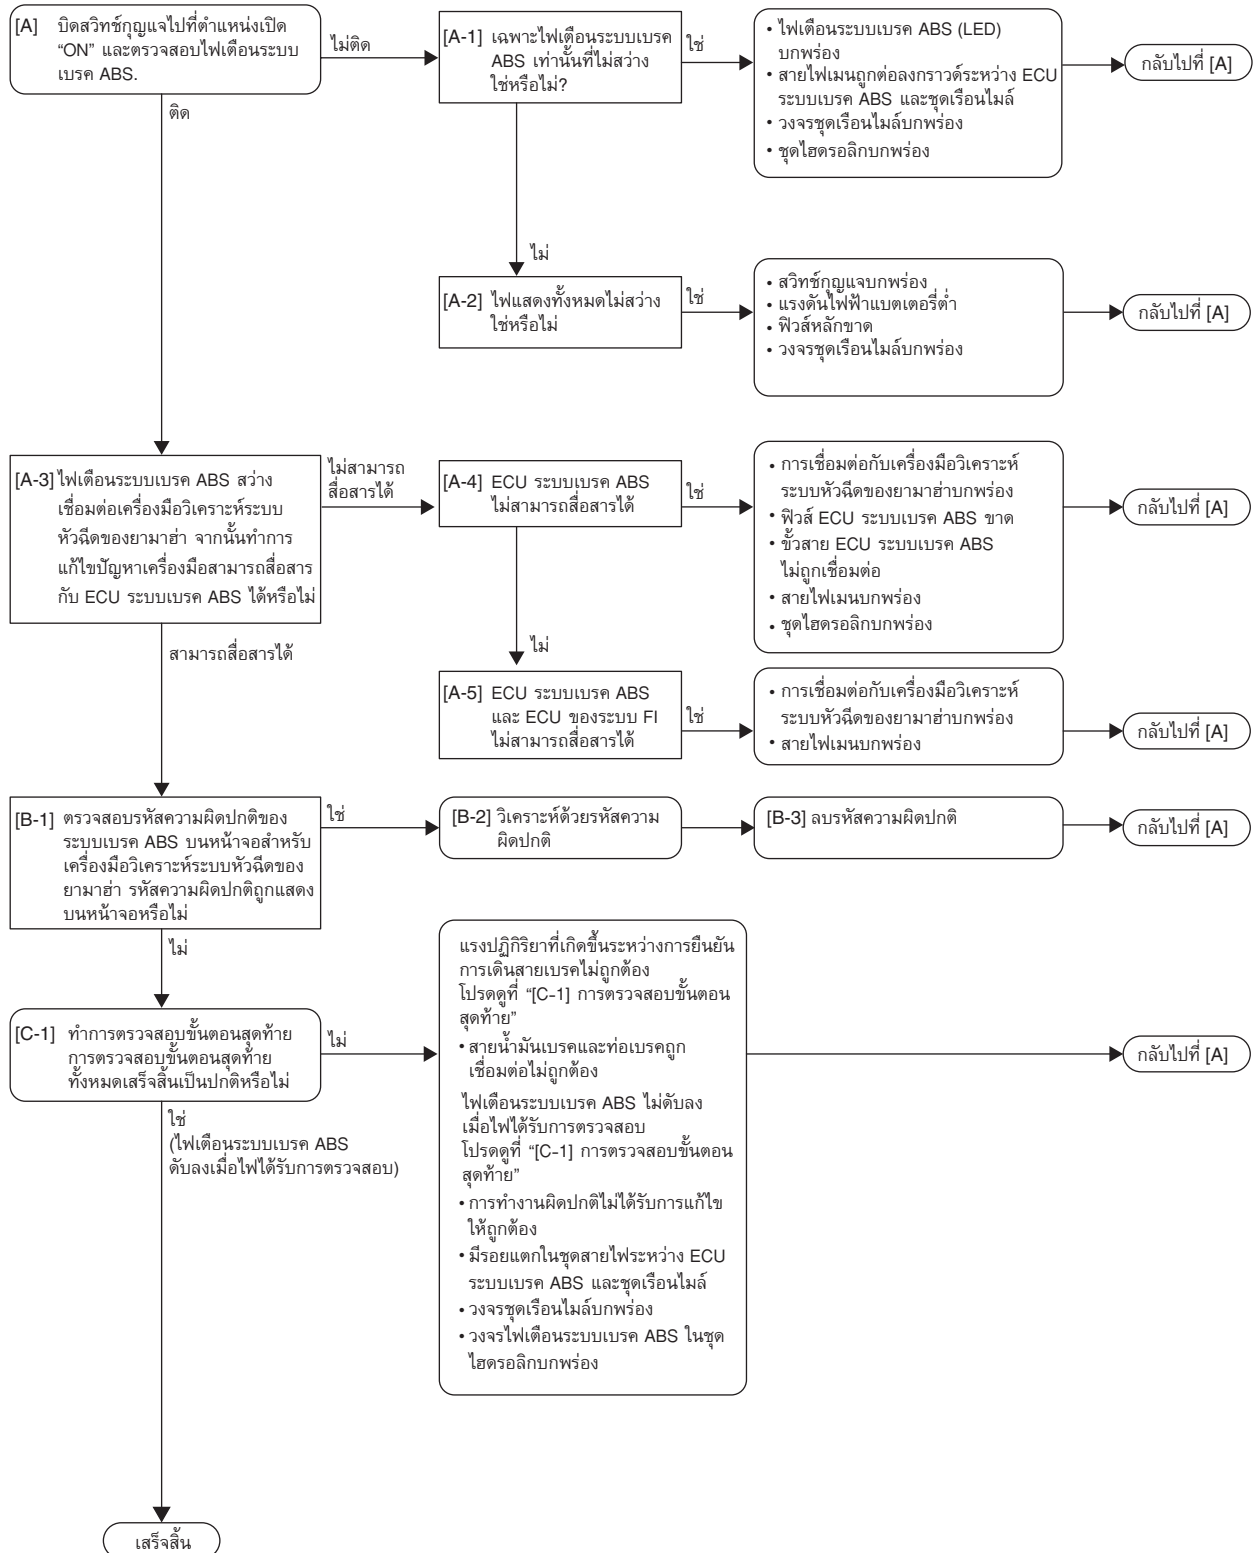 [A] บิดสวิทช์กุญแจไปที่ตำแหน่งเปิด
“ON” และตรวจสอบไฟเตือนระบบ
เบรค ABS.
ไม่ติด
[A-1] เฉพาะไฟเตือนระบบเบรค
ABS เท่านั้นที่ไม่สว่าง
ใช่หรือไม่?
ใช่
• ไฟเตือนระบบเบรค ABS (LED)
บกพร่อง
• สายไฟเมนถูกต่อลงกราวด์ระหว่าง ECU
ระบบเบรค ABS และชุดเรือนไมล์
• วงจรชุดเรือนไมล์บกพร่อง
• ชุดไฮดรอลิกบกพร่อง
กลับไปที่ [A]
ติด
ไม่
[A-2] ไฟแสดงทั้งหมดไม่สว่าง
ใช่หรือไม่
ใช่
• สวิทช์กุญแจบกพร่อง
• แรงดันไฟฟ้าแบตเตอรี่ต่ำ
• ฟิวส์หลักขาด
• วงจรชุดเรือนไมล์บกพร่อง
กลับไปที่ [A]
[A-3] ไฟเตือนระบบเบรค ABS สว่าง
เชื่อมต่อเครื่องมือวิเคราะห์ระบบ
หัวฉีดของยามาฮ่า จากนั้นทำการ
แก้ไขปัญหาเครื่องมือสามารถสื่อสาร
กับ ECU ระบบเบรค ABS ได้หรือไม่
ไม่สามารถ
สื่อสารได้
[A-4] ECU ระบบเบรค ABS
ไม่สามารถสื่อสารได้
ใช่
• การเชื่อมต่อกับเครื่องมือวิเคราะห์
ระบบหัวฉีดของยามาฮ่าบกพร่อง
• ฟิวส์ ECU ระบบเบรค ABS ขาด
• ขั้วสาย ECU ระบบเบรค ABS
ไม่ถูกเชื่อมต่อ
• สายไฟเมนบกพร่อง
• ชุดไฮดรอลิกบกพร่อง
กลับไปที่ [A]
สามารถสื่อสารได้
ไม่
[A-5] ECU ระบบเบรค ABS
และ ECU ของระบบ FI
ไม่สามารถสื่อสารได้
ใช่
• การเชื่อมต่อกับเครื่องมือวิเคราะห์
ระบบหัวฉีดของยามาฮ่าบกพร่อง
• สายไฟเมนบกพร่อง
กลับไปที่ [A]
[B-1] ตรวจสอบรหัสความผิดปกติของ
ระบบเบรค ABS บนหน้าจอสำหรับ
เครื่องมือวิเคราะห์ระบบหัวฉีดของ
ยามาฮ่า รหัสความผิดปกติถูกแสดง
บนหน้าจอหรือไม่
ใช่
[B-2] วิเคราะห์ด้วยรหัสความ
ผิดปกติ
[B-3] ลบรหัสความผิดปกติ
กลับไปที่ [A]
ไม่
[C-1] ทำการตรวจสอบขั้นตอนสุดท้าย
การตรวจสอบขั้นตอนสุดท้าย
ทั้งหมดเสร็จสิ้นเป็นปกติหรือไม่
ไม่
แรงปฏิกิริยาที่เกิดขึ้นระหว่างการยืนยัน
การเดินสายเบรคไม่ถูกต้อง
โปรดดูที่ “[C-1] การตรวจสอบขั้นตอน
สุดท้าย”
• สายน้ำมันเบรคและท่อเบรคถูก
เชื่อมต่อไม่ถูกต้อง
ไฟเตือนระบบเบรค ABS ไม่ดับลง
เมื่อไฟได้รับการตรวจสอบ
โปรดดูที่ “[C-1] การตรวจสอบขั้นตอน
สุดท้าย”
• การทำงานผิดปกติไม่ได้รับการแก้ไข
ให้ถูกต้อง
• มีรอยแตกในชุดสายไฟระหว่าง ECU
ระบบเบรค ABS และชุดเรือนไมล์
• วงจรชุดเรือนไมล์บกพร่อง
• วงจรไฟเตือนระบบเบรค ABS ในชุด
ไฮดรอลิกบกพร่อง
กลับไปที่ [A]
ใช่
(ไฟเตือนระบบเบรค ABS
ดับลงเมื่อไฟได้รับการตรวจสอบ)
เสร็จสิ้น